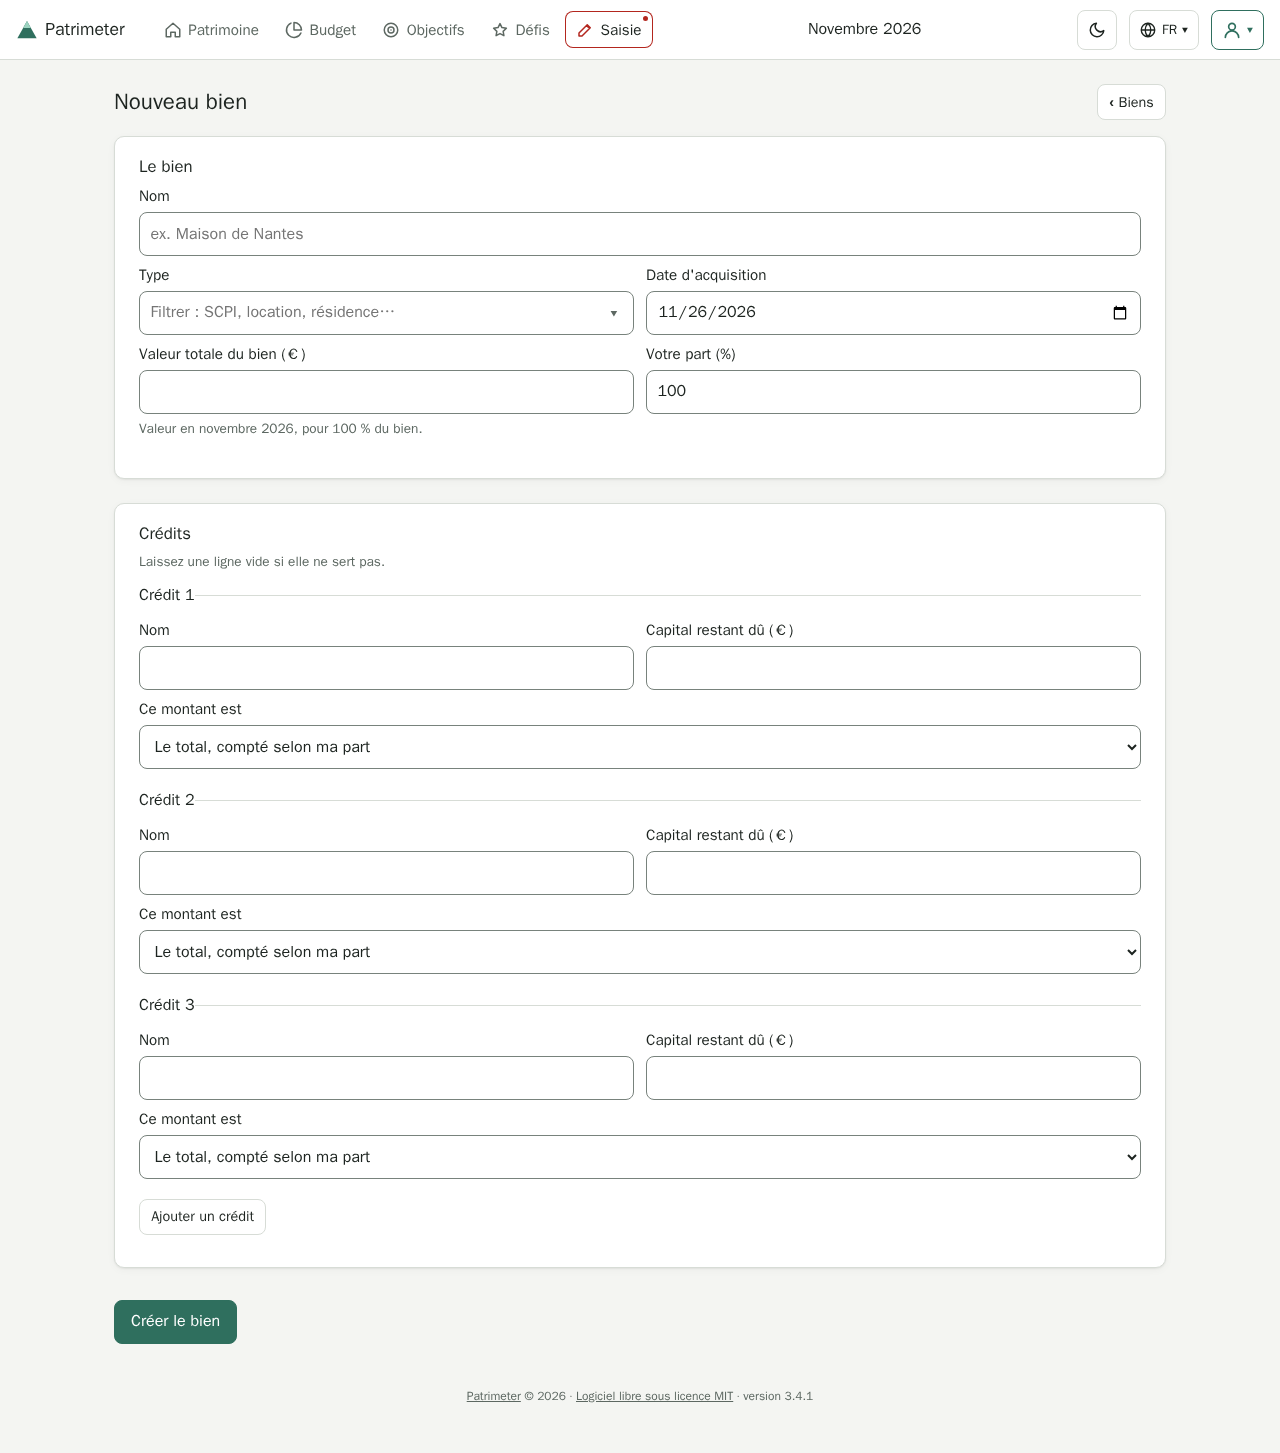 Patrimeter
Patrimoine
Budget
Objectifs
Défis
Saisie
Novembre 2026
FR ▾
▾
Nouveau bien
‹ Biens
Le bien
Nom
ex. Maison de Nantes
Type
Date d'acquisition
Filtrer : SCPI, location, résidence…
11/26/2026
Valeur totale du bien (€)
Votre part (%)
100
Valeur en novembre 2026, pour 100 % du bien.
Crédits
Laissez une ligne vide si elle ne sert pas.
Crédit 1
Nom
Capital restant dû (€)
Ce montant est
Le total, compté selon ma part
Crédit 2
Nom
Capital restant dû (€)
Ce montant est
Le total, compté selon ma part
Crédit 3
Nom
Capital restant dû (€)
Ce montant est
Le total, compté selon ma part
Ajouter un crédit
Créer le bien
Patrimeter © 2026 · Logiciel libre sous licence MIT · version 3.4.1